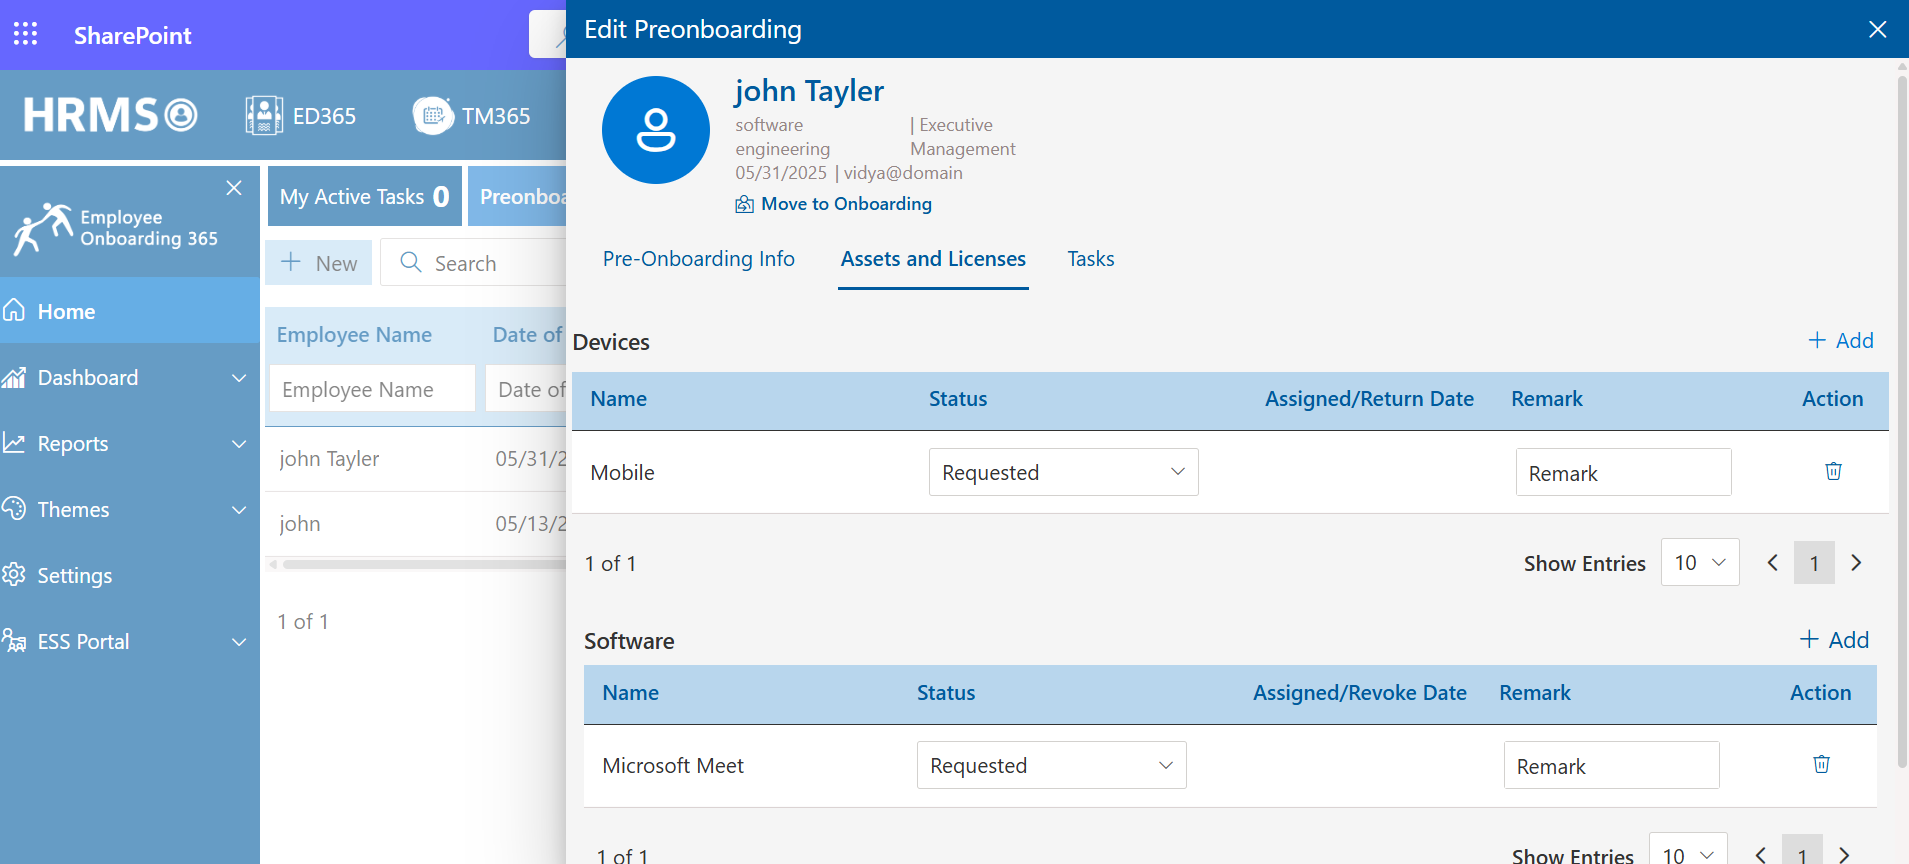 SharePoint
Edit Preonboarding
HRMS
ED365
TM365
john Tayler
software engineering | Executive Management
05/31/2025 | vidya@domain
Move to Onboarding
Employee
Onboarding 365
My Active Tasks 0
Preonboa
New
Search
Pre-Onboarding Info
Assets and Licenses
Tasks
Home
Dashboard
Reports
Themes
Settings
ESS Portal
Employee Name
Date of
Employee Name
Date of
john Tayler
05/31/2
john
05/13/2
1 of 1
Devices
+ Add
Name
Status
Assigned/Return Date
Remark
Action
Mobile
Requested
Remark
1 of 1
Show Entries
10
1
Software
+ Add
Name
Status
Assigned/Revoke Date
Remark
Action
Microsoft Meet
Requested
Remark
1 of 1
Show Entries
10
1